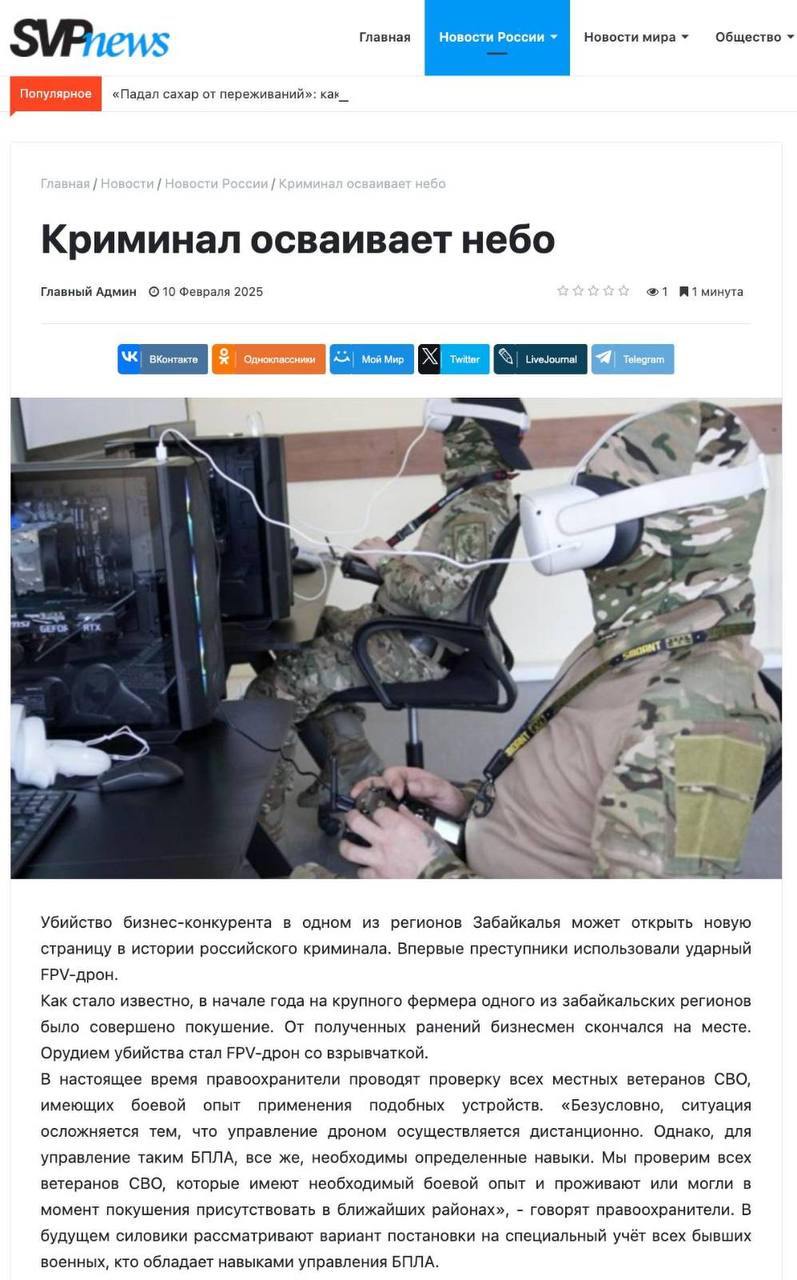 SVPnews
Главная
Новости России
Новости мира
Общество
Популярное
«Падал сахар от переживаний»: как_
Главная / Новости / Новости России / Криминал осваивает небо
Криминал осваивает небо
Главный Админ
10 Февраля 2025
1
1 минута
ВКонтакте
Одноклассники
Мой Мир
Twitter
LiveJournal
Telegram
GEFORCE RTX
Убийство бизнес-конкурента в одном из регионов Забайкалья может открыть новую
страницу в истории российского криминала. Впервые преступники использовали ударный
FPV-дрон.
Как стало известно, в начале года на крупного фермера одного из забайкальских регионов
было совершено покушение. От полученных ранений бизнесмен скончался на месте.
Орудием убийства стал FPV-дрон со взрывчаткой.
В настоящее время правоохранители проводят проверку всех местных ветеранов СВО,
имеющих боевой опыт применения подобных устройств. «Безусловно, ситуация
осложняется тем, что управление дроном осуществляется дистанционно. Однако, для
управления таким БПЛА, все же, необходимы определенные навыки. Мы проверим всех
ветеранов СВО, которые имеют необходимый боевой опыт и проживают или могли в
момент покушения присутствовать в ближайших районах», - говорят правоохранители. В
будущем силовики рассматривают вариант постановки на специальный учёт всех бывших
военных, кто обладает навыками управления БПЛА.